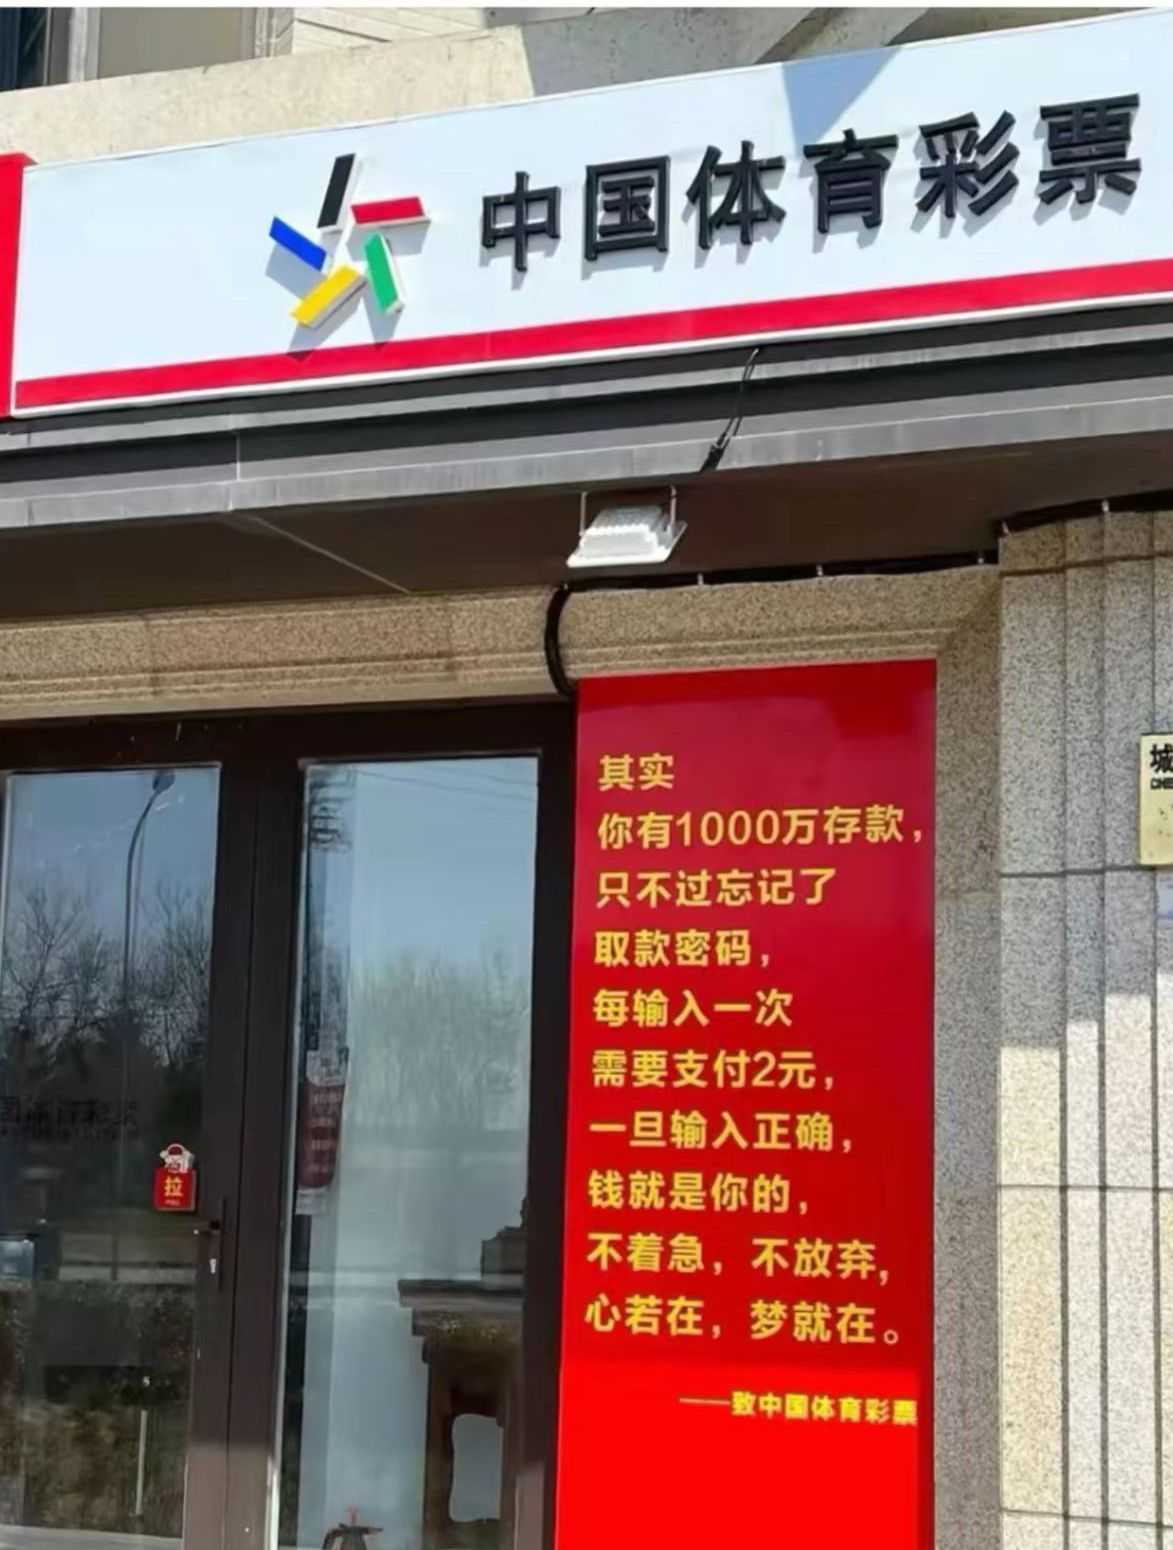 中国体育彩票
其实
你有1000万存款，
只不过忘记了
取款密码，
每输入一次
需要支付2元，
一旦输入正确，
钱就是你的，
不着急，不放弃，
心若在，梦就在。
——致中国体育彩票
拉
城